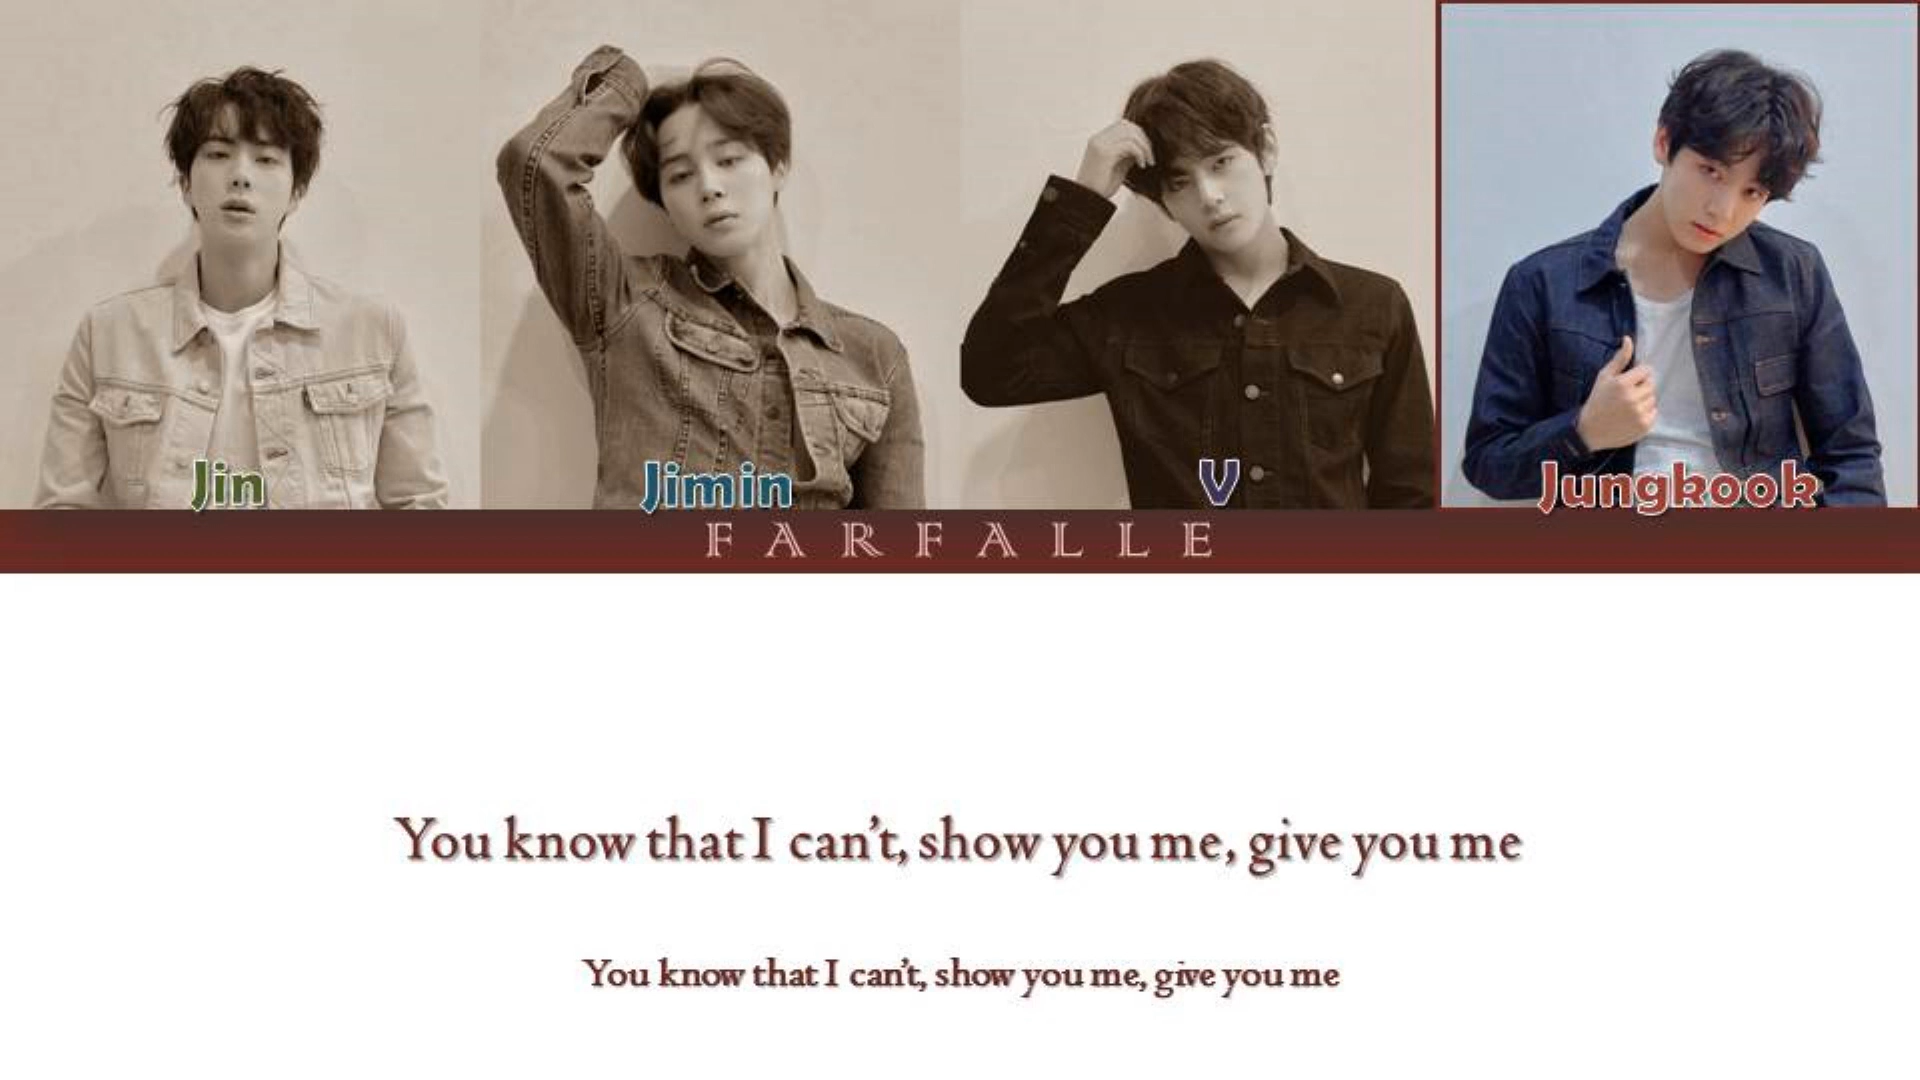 Jin Jimin V Jungkook
FARFALLE
You know that I can't, show you me, give you me
You know that I can't, show you me, give you me